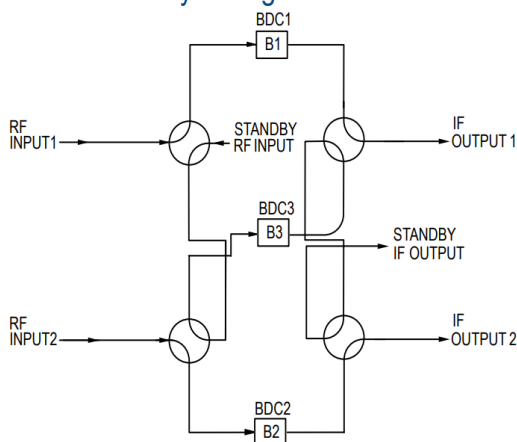 BDC1
B1
RF
INPUT1
STANDBY
RF INPUT
IF
OUTPUT 1
BDC3
B3
STANDBY
IF OUTPUT
RF
INPUT2
IF
OUTPUT 2
BDC2
B2